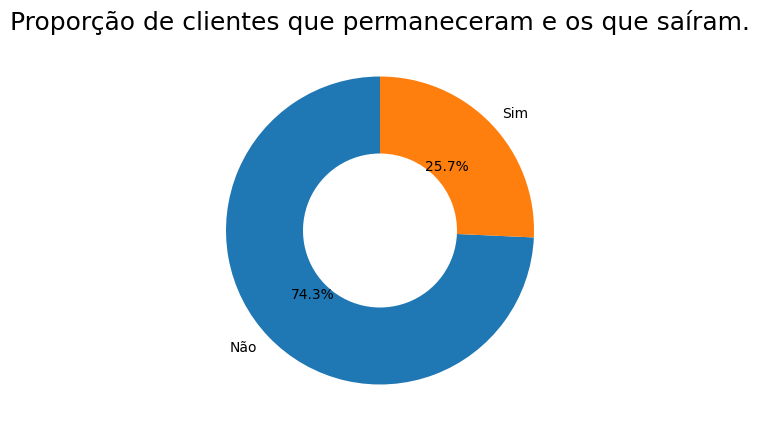 Proporção de clientes que permaneceram e os que saíram.
Sim
25.7%
74.3%
Não